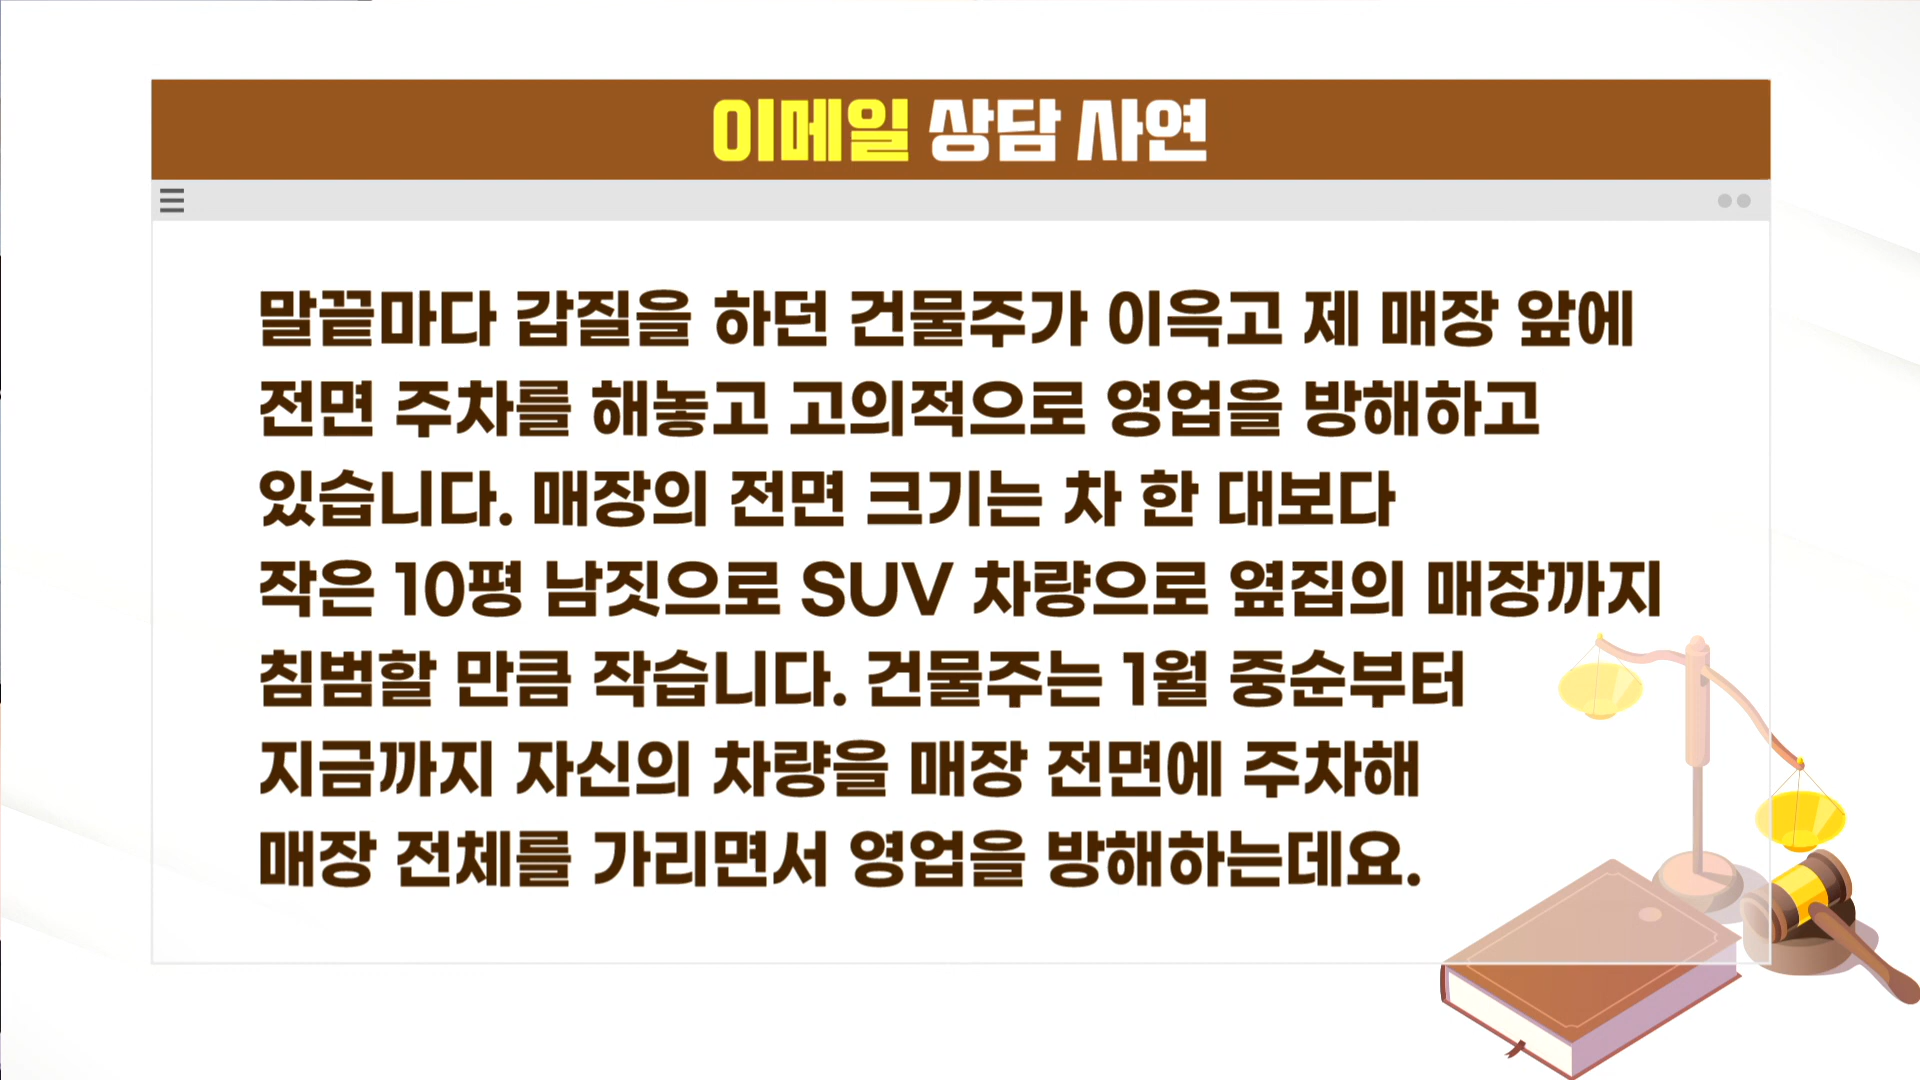 이메일 상담 사연
말끝마다 갑질을 하던 건물주가 이윽고 제 매장 앞에
전면 주차를 해놓고 고의적으로 영업을 방해하고
있습니다. 매장의 전면 크기는 차 한 대보다
작은 10평 남짓으로 SUV 차량으로 옆집의 매장까지
침범할 만큼 작습니다. 건물주는 1월 중순부터
지금까지 자신의 차량을 매장 전면에 주차해
매장 전체를 가리면서 영업을 방해하는데요.